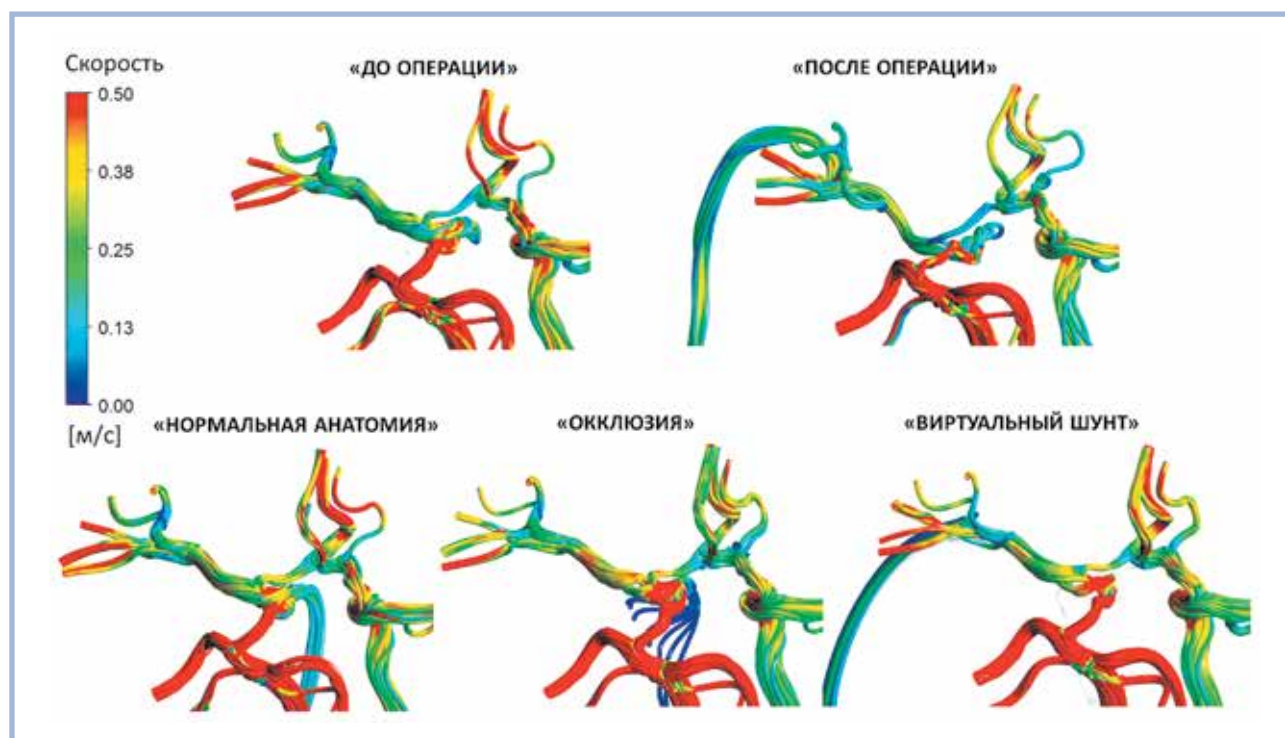 Скорость
«ДО ОПЕРАЦИИ»
«ПОСЛЕ ОПЕРАЦИИ»
0.50
0.38
0.25
0.13
0.00
[м/с]
«НОРМАЛЬНАЯ АНАТОМИЯ»
«ОККЛЮЗИЯ»
«ВИРТУАЛЬНЫЙ ШУНТ»